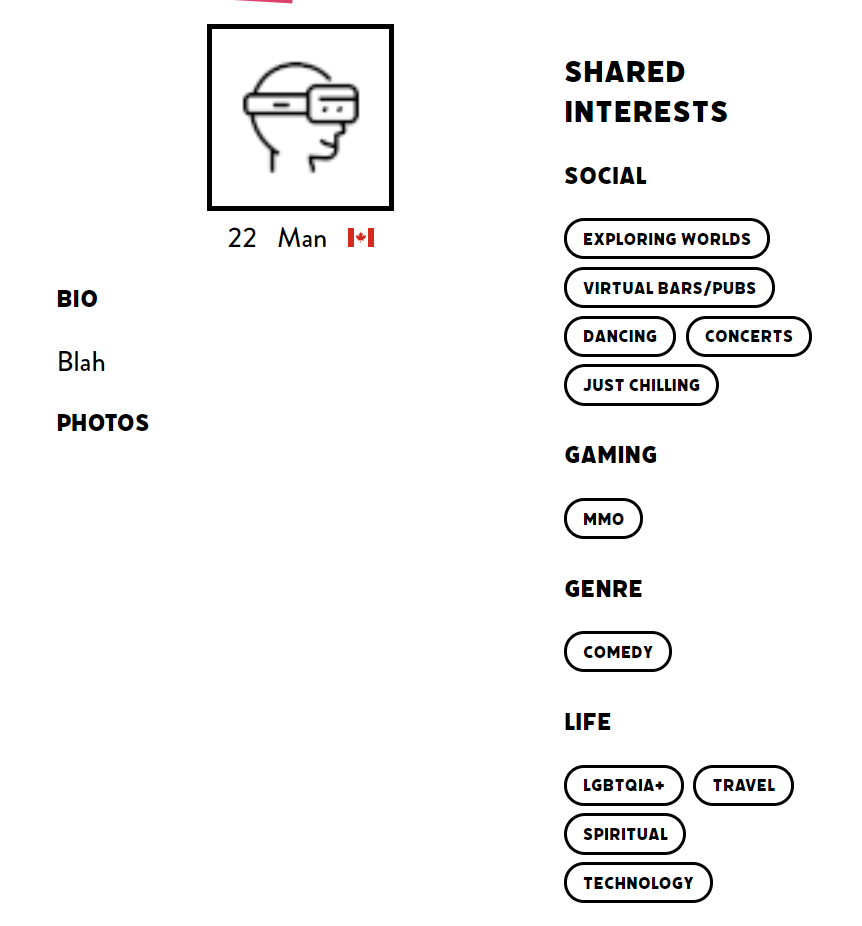 22 Man
BIO
Blah
PHOTOS
SHARED
INTERESTS
SOCIAL
EXPLORING WORLDS
VIRTUAL BARS/PUBS
DANCING CONCERTS
JUST CHILLING
GAMING
MMO
GENRE
COMEDY
LIFE
LGBTQIA+ TRAVEL
SPIRITUAL
TECHNOLOGY